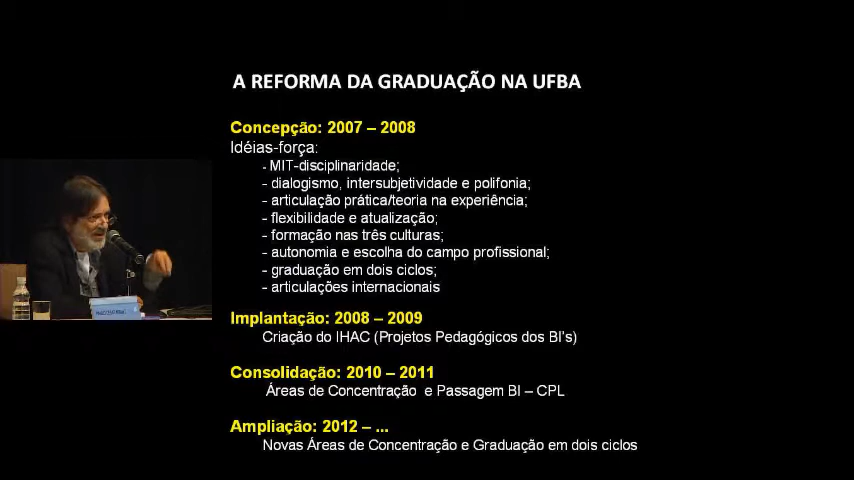 A REFORMA DA GRADUAÇÃO NA UFBA
Concepção: 2007 – 2008
Idéias-força:
- MIT-disciplinaridade;
- dialogismo, intersubjetividade e polifonia;
- articulação prática/teoria na experiência;
- flexibilidade e atualização;
- formação nas três culturas;
- autonomia e escolha do campo profissional;
- graduação em dois ciclos;
- articulações internacionais
Implantação: 2008 – 2009
Criação do IHAC (Projetos Pedagógicos dos BI's)
Consolidação: 2010 – 2011
Áreas de Concentração e Passagem BI – CPL
Ampliação: 2012 – ...
Novas Áreas de Concentração e Graduação em dois ciclos